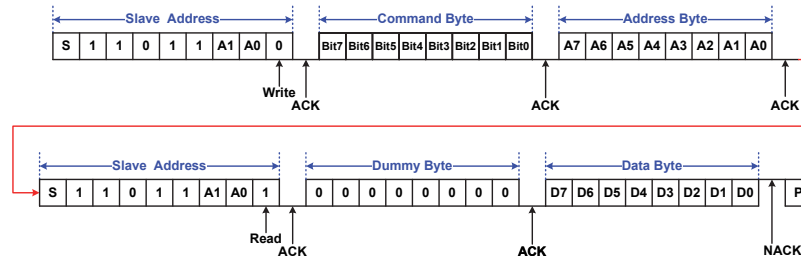 Slave Address Command Byte Address Byte
S 1 1 0 1 1 A1 A0 0 Bit7 Bit6 Bit5 Bit4 Bit3 Bit2 Bit1 Bit0 A7 A6 A5 A4 A3 A2 A1 A0
Write
ACK ACK ACK
Slave Address Dummy Byte Data Byte
S 1 1 0 1 1 A1 A0 1 0 0 0 0 0 0 0 0 D7 D6 D5 D4 D3 D2 D1 D0 P
Read
ACK ACK NACK